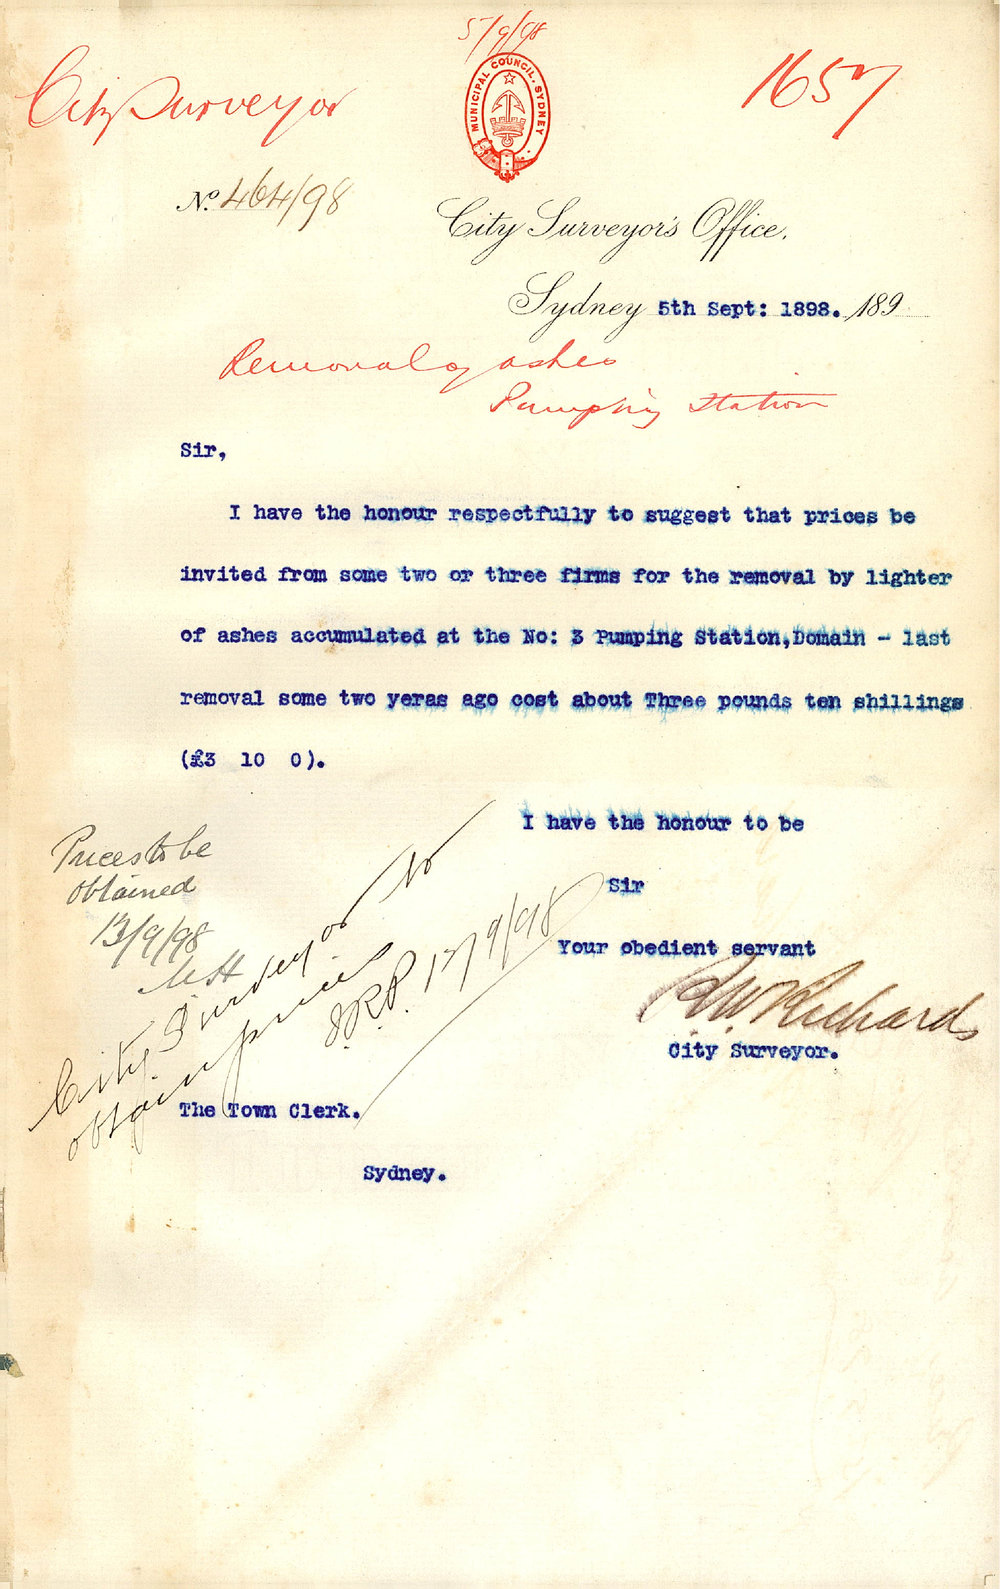 5/9/98
City Surveyor
1657
MUNICIPAL COUNCIL. SYDNEY
No. 464/98
City Surveyor's Office.
Sydney 5th Sept: 1898. 189
Removal of ashes
Pumping Station
Sir,
I have the honour respectfully to suggest that prices be
invited from some two or three firms for the removal by lighter
of ashes accumulated at the No: 3 Pumping Station,Domain - last
removal some two yeras ago cost about Three pounds ten shillings
(£3 10 0).
I have the honour to be
Sir
Your obedient servant
R W Richards
City Surveyor.
Prices to be
obtained
13/9/98
City Surveyor to
obtain prices
The Town Clerk.
Sydney.